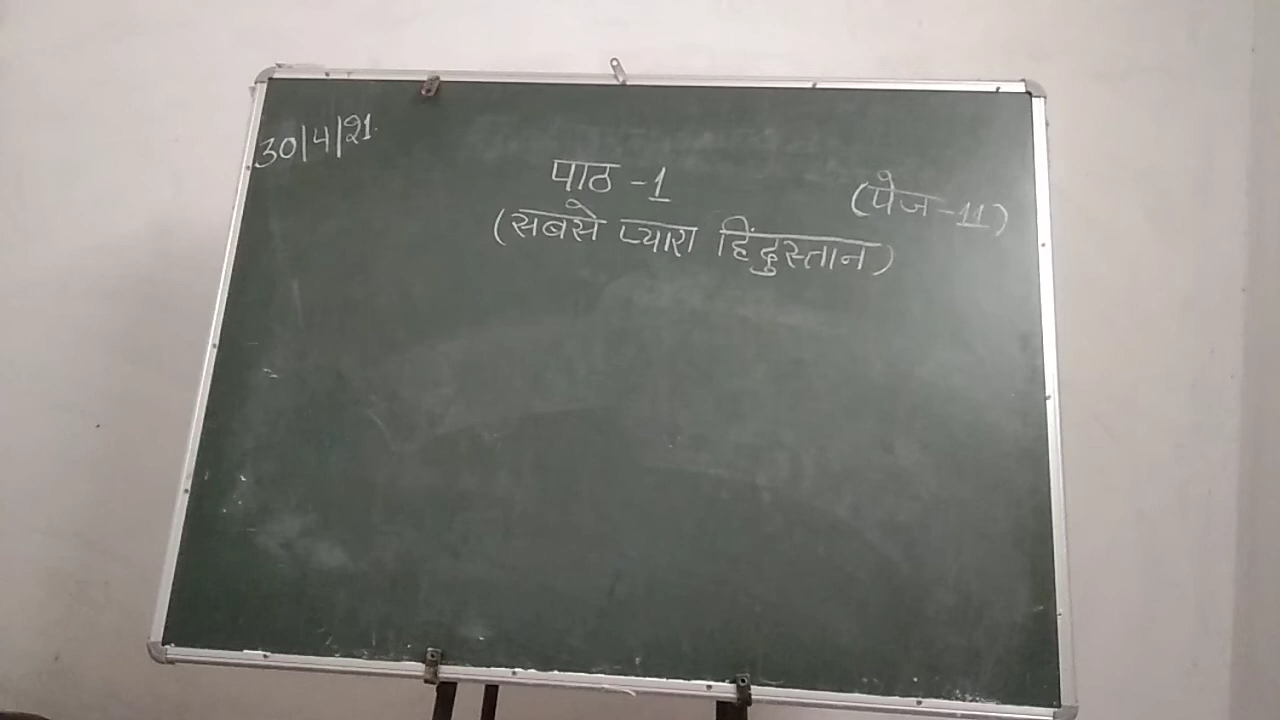 30/4/21
पाठ -1
(पेज -11)
(सबसे प्यारा हिंदुस्तान)